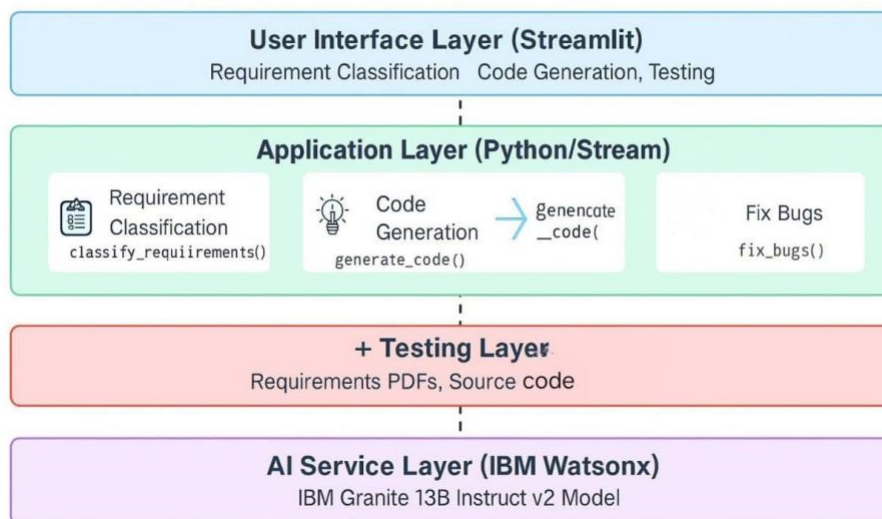 User Interface Layer (Streamlit)
Requirement Classification Code Generation, Testing
Application Layer (Python/Stream)
Requirement
Classification
classify_requiirements()
Code
Generation
generate_code()
genencate
__code(
Fix Bugs
fix_bugs()
+ Testing Layer
Requirements PDFs, Source code
AI Service Layer (IBM Watsonx)
IBM Granite 13B Instruct v2 Model